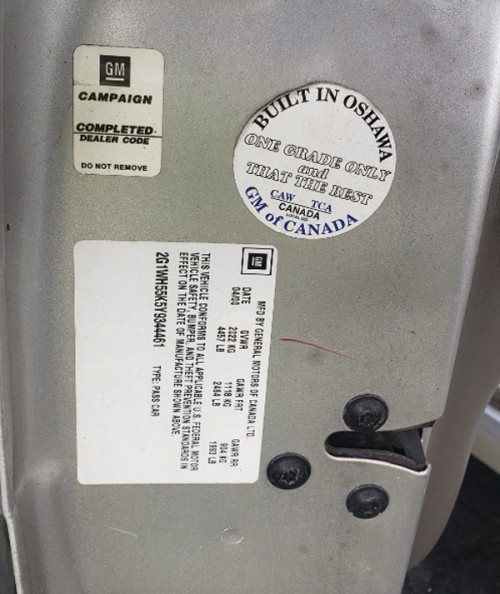 GM
CAMPAIGN
COMPLETED
DEALER CODE
DO NOT REMOVE
BUILT IN OSHAWA
ONE GRADE ONLY
and
THAT THE BEST
CAW TCA
CANADA
GM of CANADA
GM
MFD BY GENERAL MOTORS OF CANADA LTD.
DATE GVWR GAWR FRT GAWR RR
04/00 2022 KG 1118 KG 904 KG
4457 LB 2464 LB 1993 LB
THIS VEHICLE CONFORMS TO ALL APPLICABLE U.S. FEDERAL MOTOR
VEHICLE SAFETY, BUMPER, AND THEFT PREVENTION STANDARDS IN
EFFECT ON THE DATE OF MANUFACTURE SHOWN ABOVE.
2G1WH55K5Y9344461 TYPE: PASS CAR